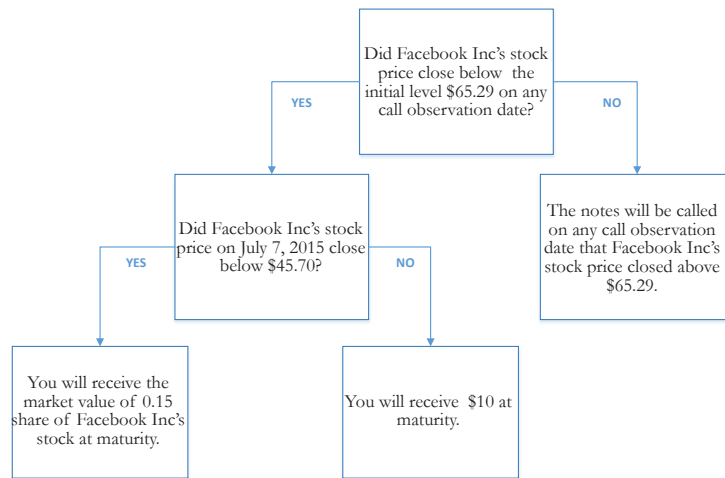 Did Facebook Inc's stock
price close below the
initial level $65.29 on any
call observation date?
YES
NO
Did Facebook Inc's stock
price on July 7, 2015 close
below $45.70?
The notes will be called
on any call observation
date that Facebook Inc's
stock price closed above
$65.29.
YES
NO
You will receive the
market value of 0.15
share of Facebook Inc's
stock at maturity.
You will receive $10 at
maturity.